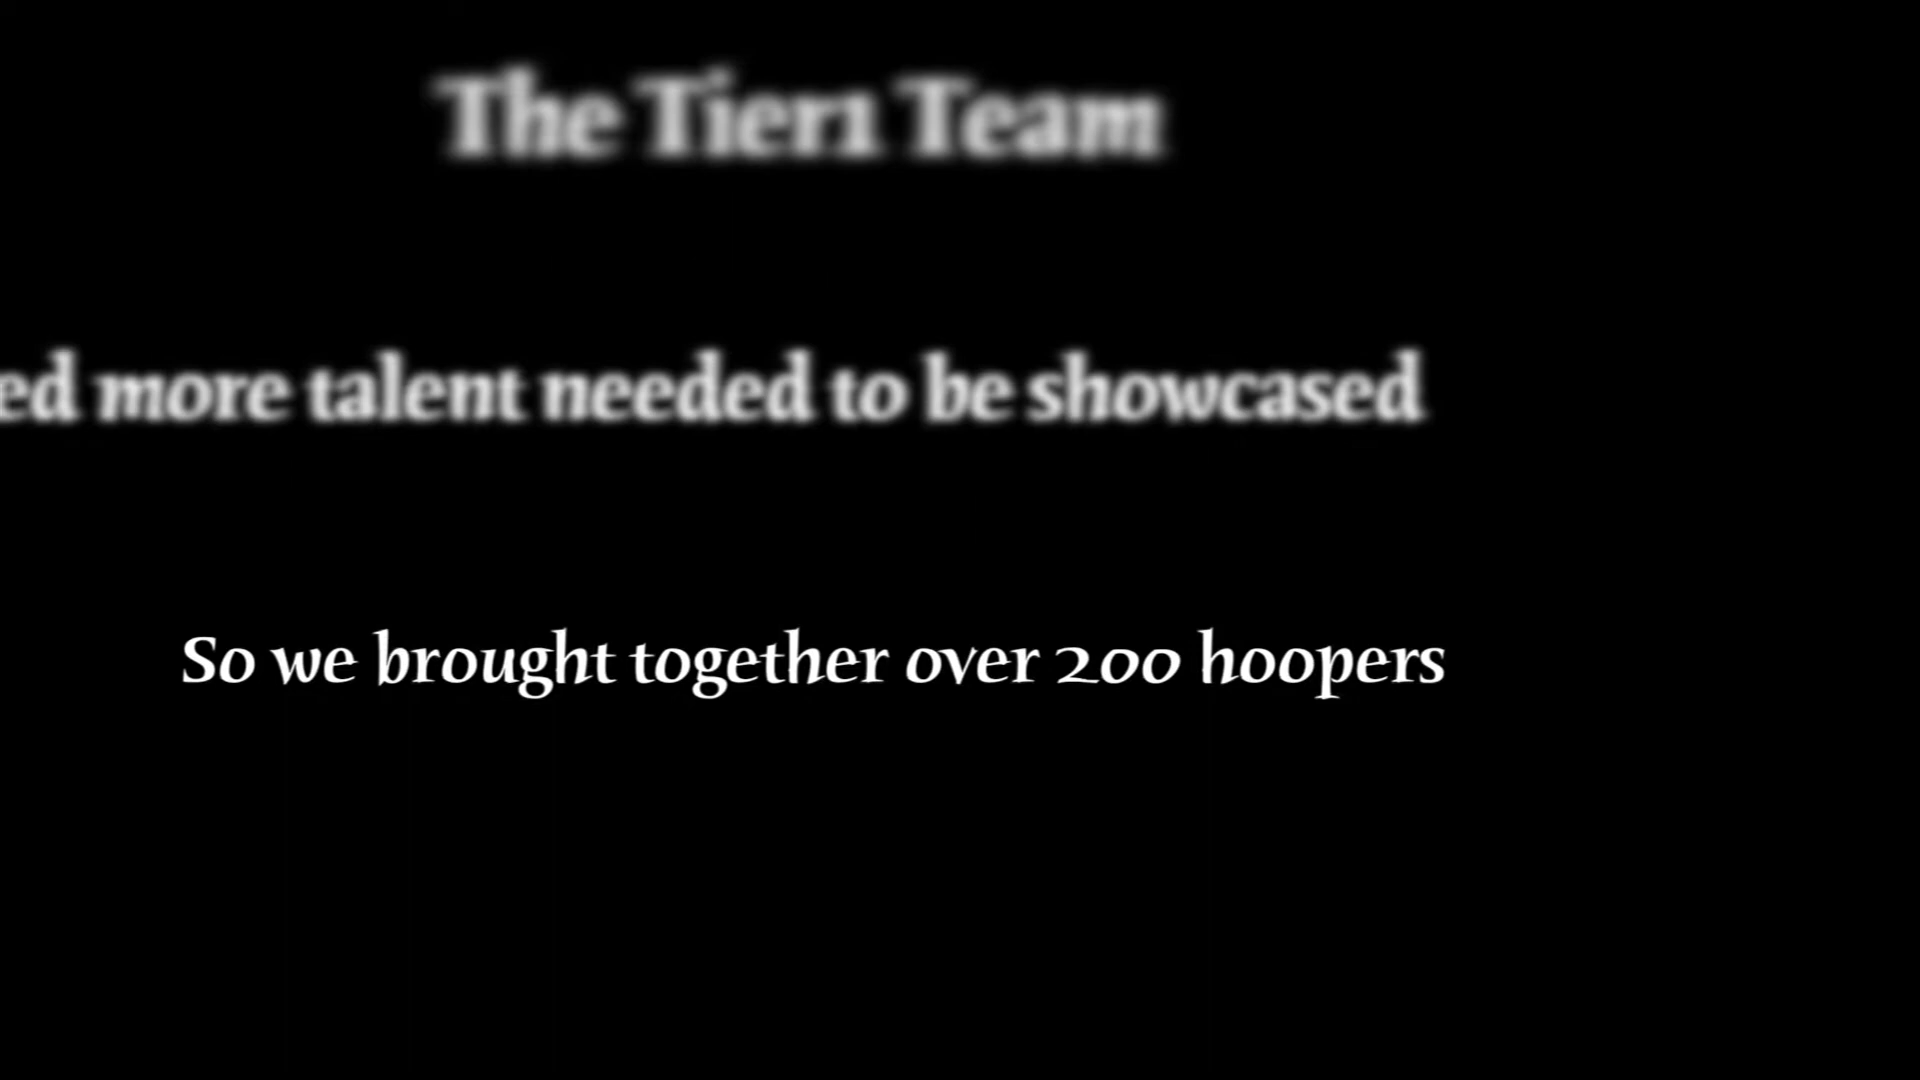 The Tier1 Team
ed more talent needed to be showcased
So we brought together over 200 hoopers